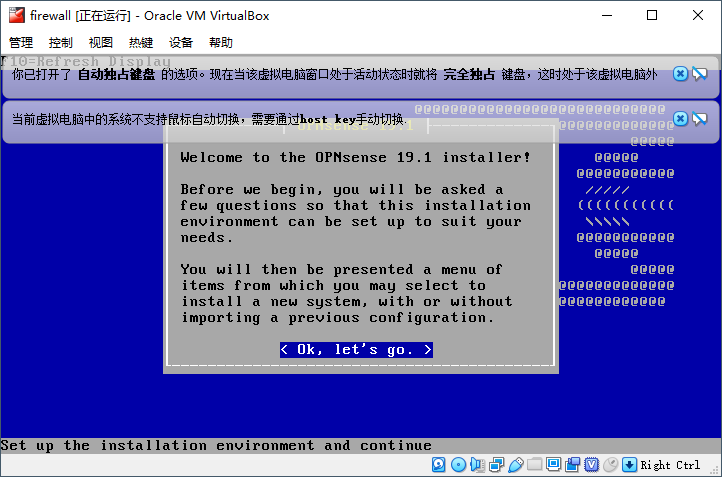 firewall [正在运行] - Oracle VM VirtualBox
管理 控制 视图 热键 设备 帮助
F10=Refresh Display
你已打开了 自动独占键盘 的选项。现在当该虚拟电脑窗口处于活动状态时就将 完全独占 键盘，这时处于该虚拟电脑外
当前虚拟电脑中的系统不支持鼠标自动切换，需要通过host key手动切换
OPNsense 19.1
Welcome to the OPNsense 19.1 installer!
Before we begin, you will be asked a
few questions so that this installation
environment can be set up to suit your
needs.
You will then be presented a menu of
items from which you may select to
install a new system, with or without
importing a previous configuration.
< Ok, let's go. >
Set up the installation environment and continue
Right Ctrl